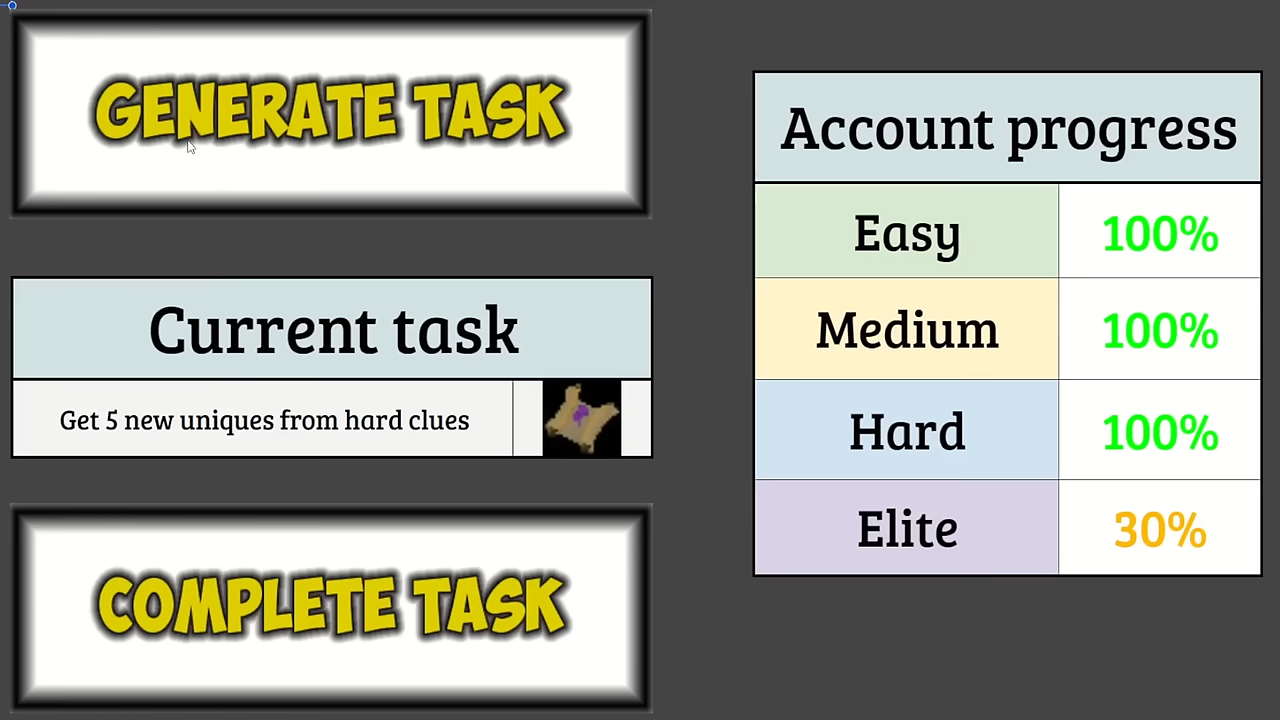 GENERATE TASK
Current task
Get 5 new uniques from hard clues
COMPLETE TASK
Account progress
Easy 100%
Medium 100%
Hard 100%
Elite 30%